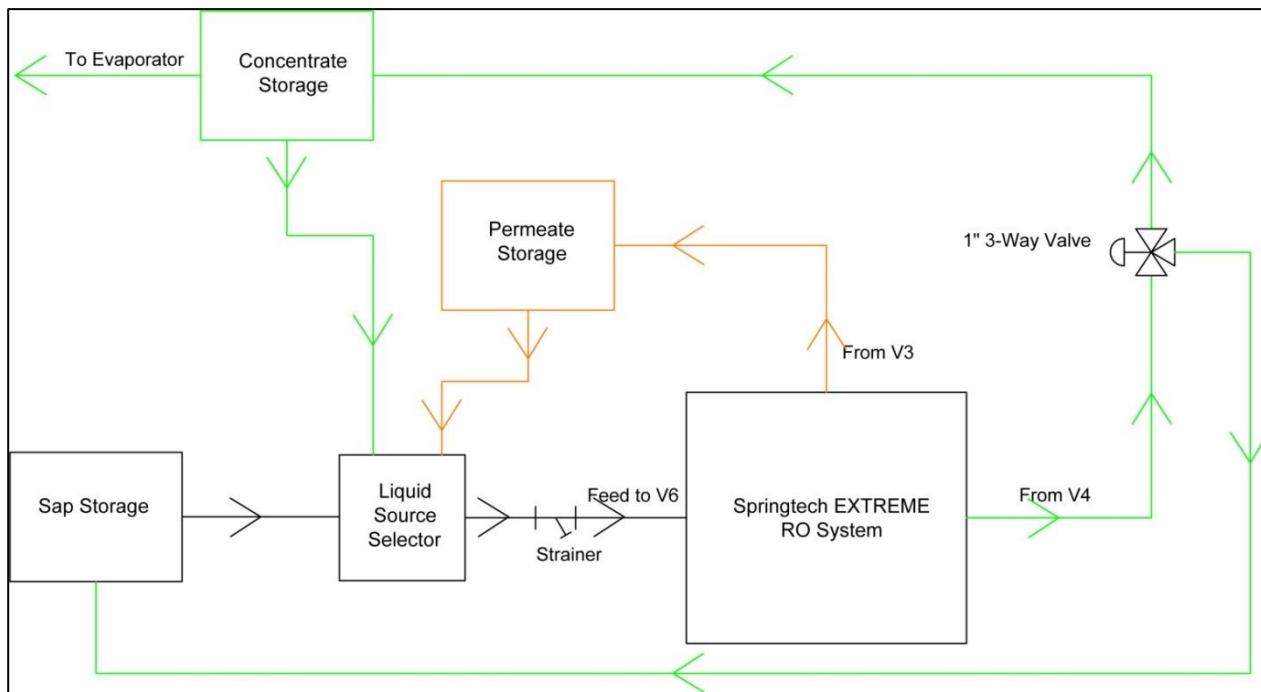 To Evaporator
Concentrate
Storage
Permeate
Storage
1" 3-Way Valve
From V3
Sap Storage
Liquid
Source
Selector
Feed to V6
Strainer
Springtech EXTREME
RO System
From V4